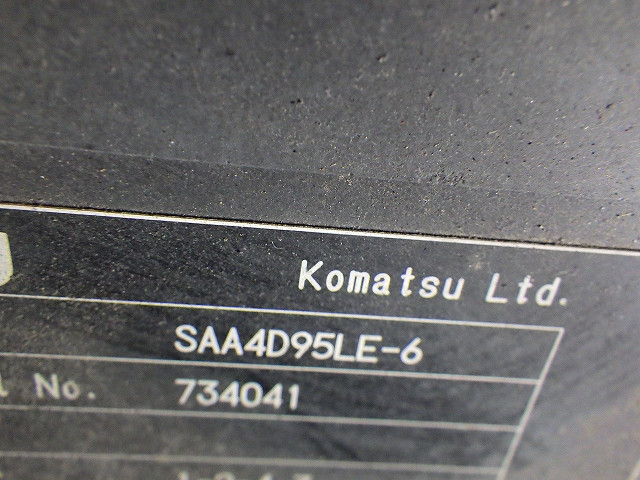 Komatsu Ltd.
SAA4D95LE-6
No. 734041